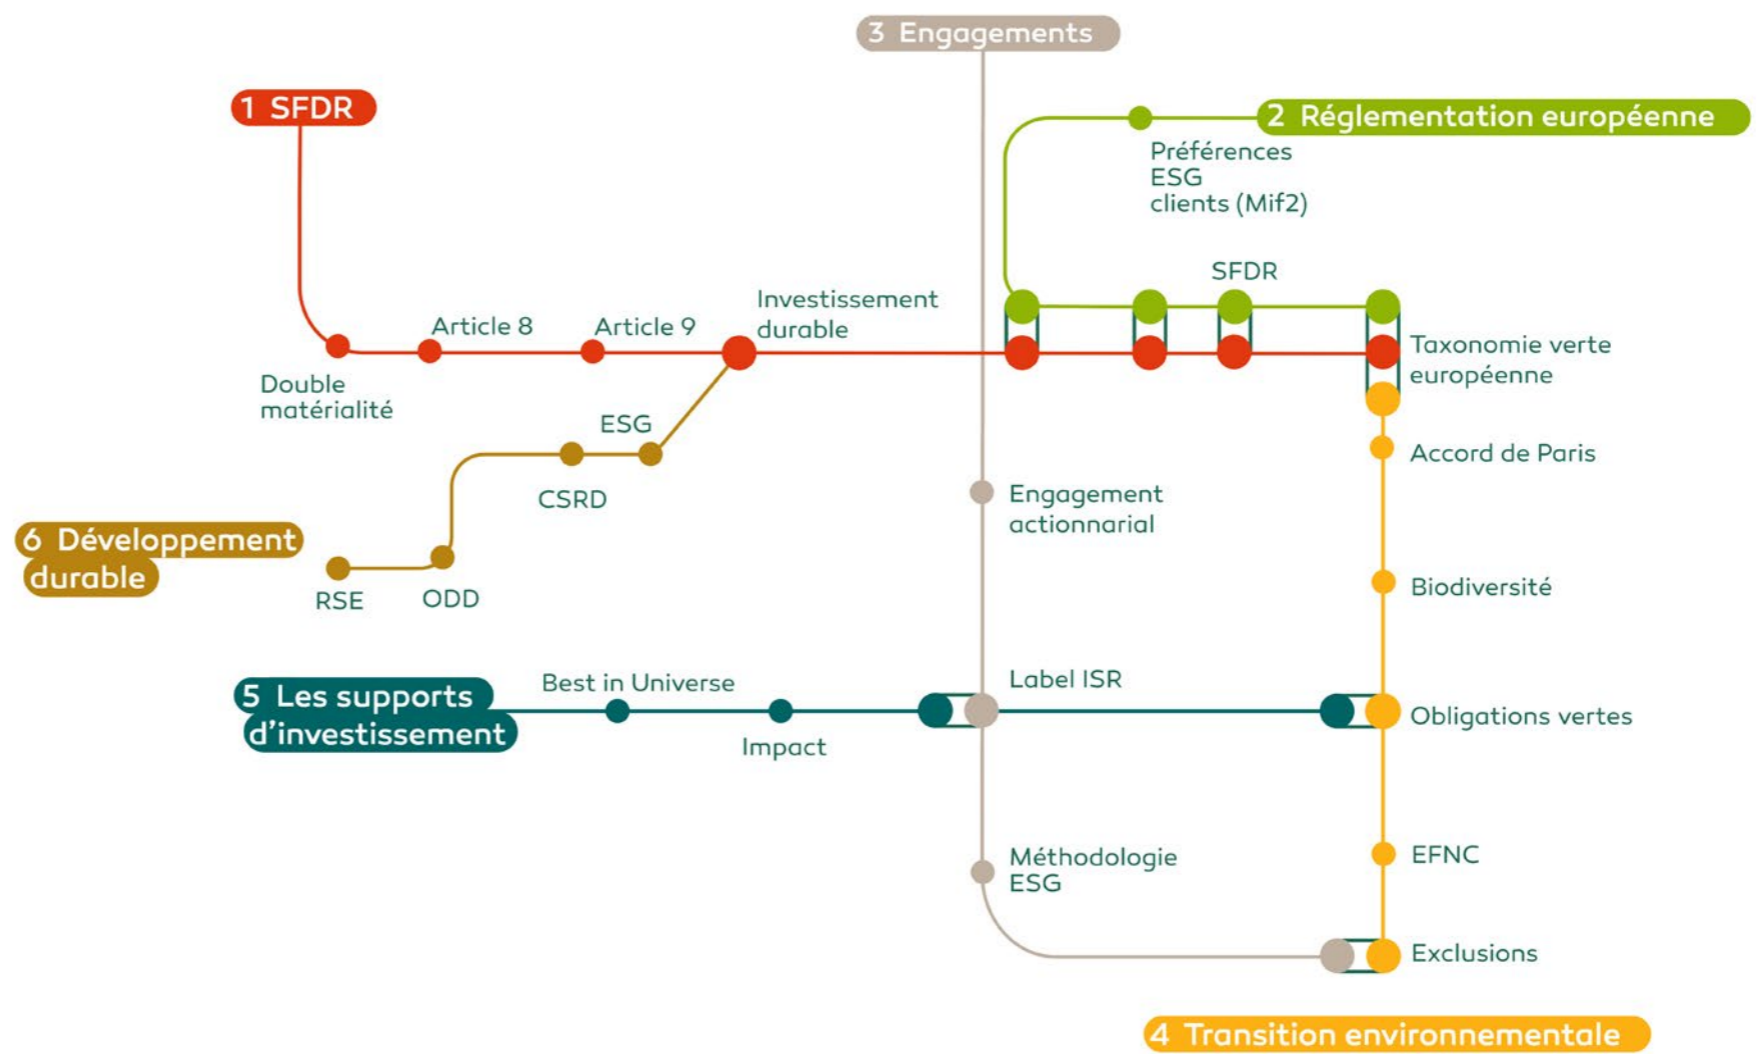 3 Engagements
1 SFDR
2 Réglementation européenne
Préférences
ESG
clients (Mif2)
SFDR
Investissement
durable
Article 8
Article 9
Taxonomie verte
européenne
Double
matérialité
ESG
Accord de Paris
CSRD
Engagement
actionnarial
6 Développement
durable
Biodiversité
RSE
ODD
Label ISR
5 Les supports
d'investissement
Best in Universe
Obligations vertes
Impact
EFNC
Méthodologie
ESG
Exclusions
4 Transition environnementale